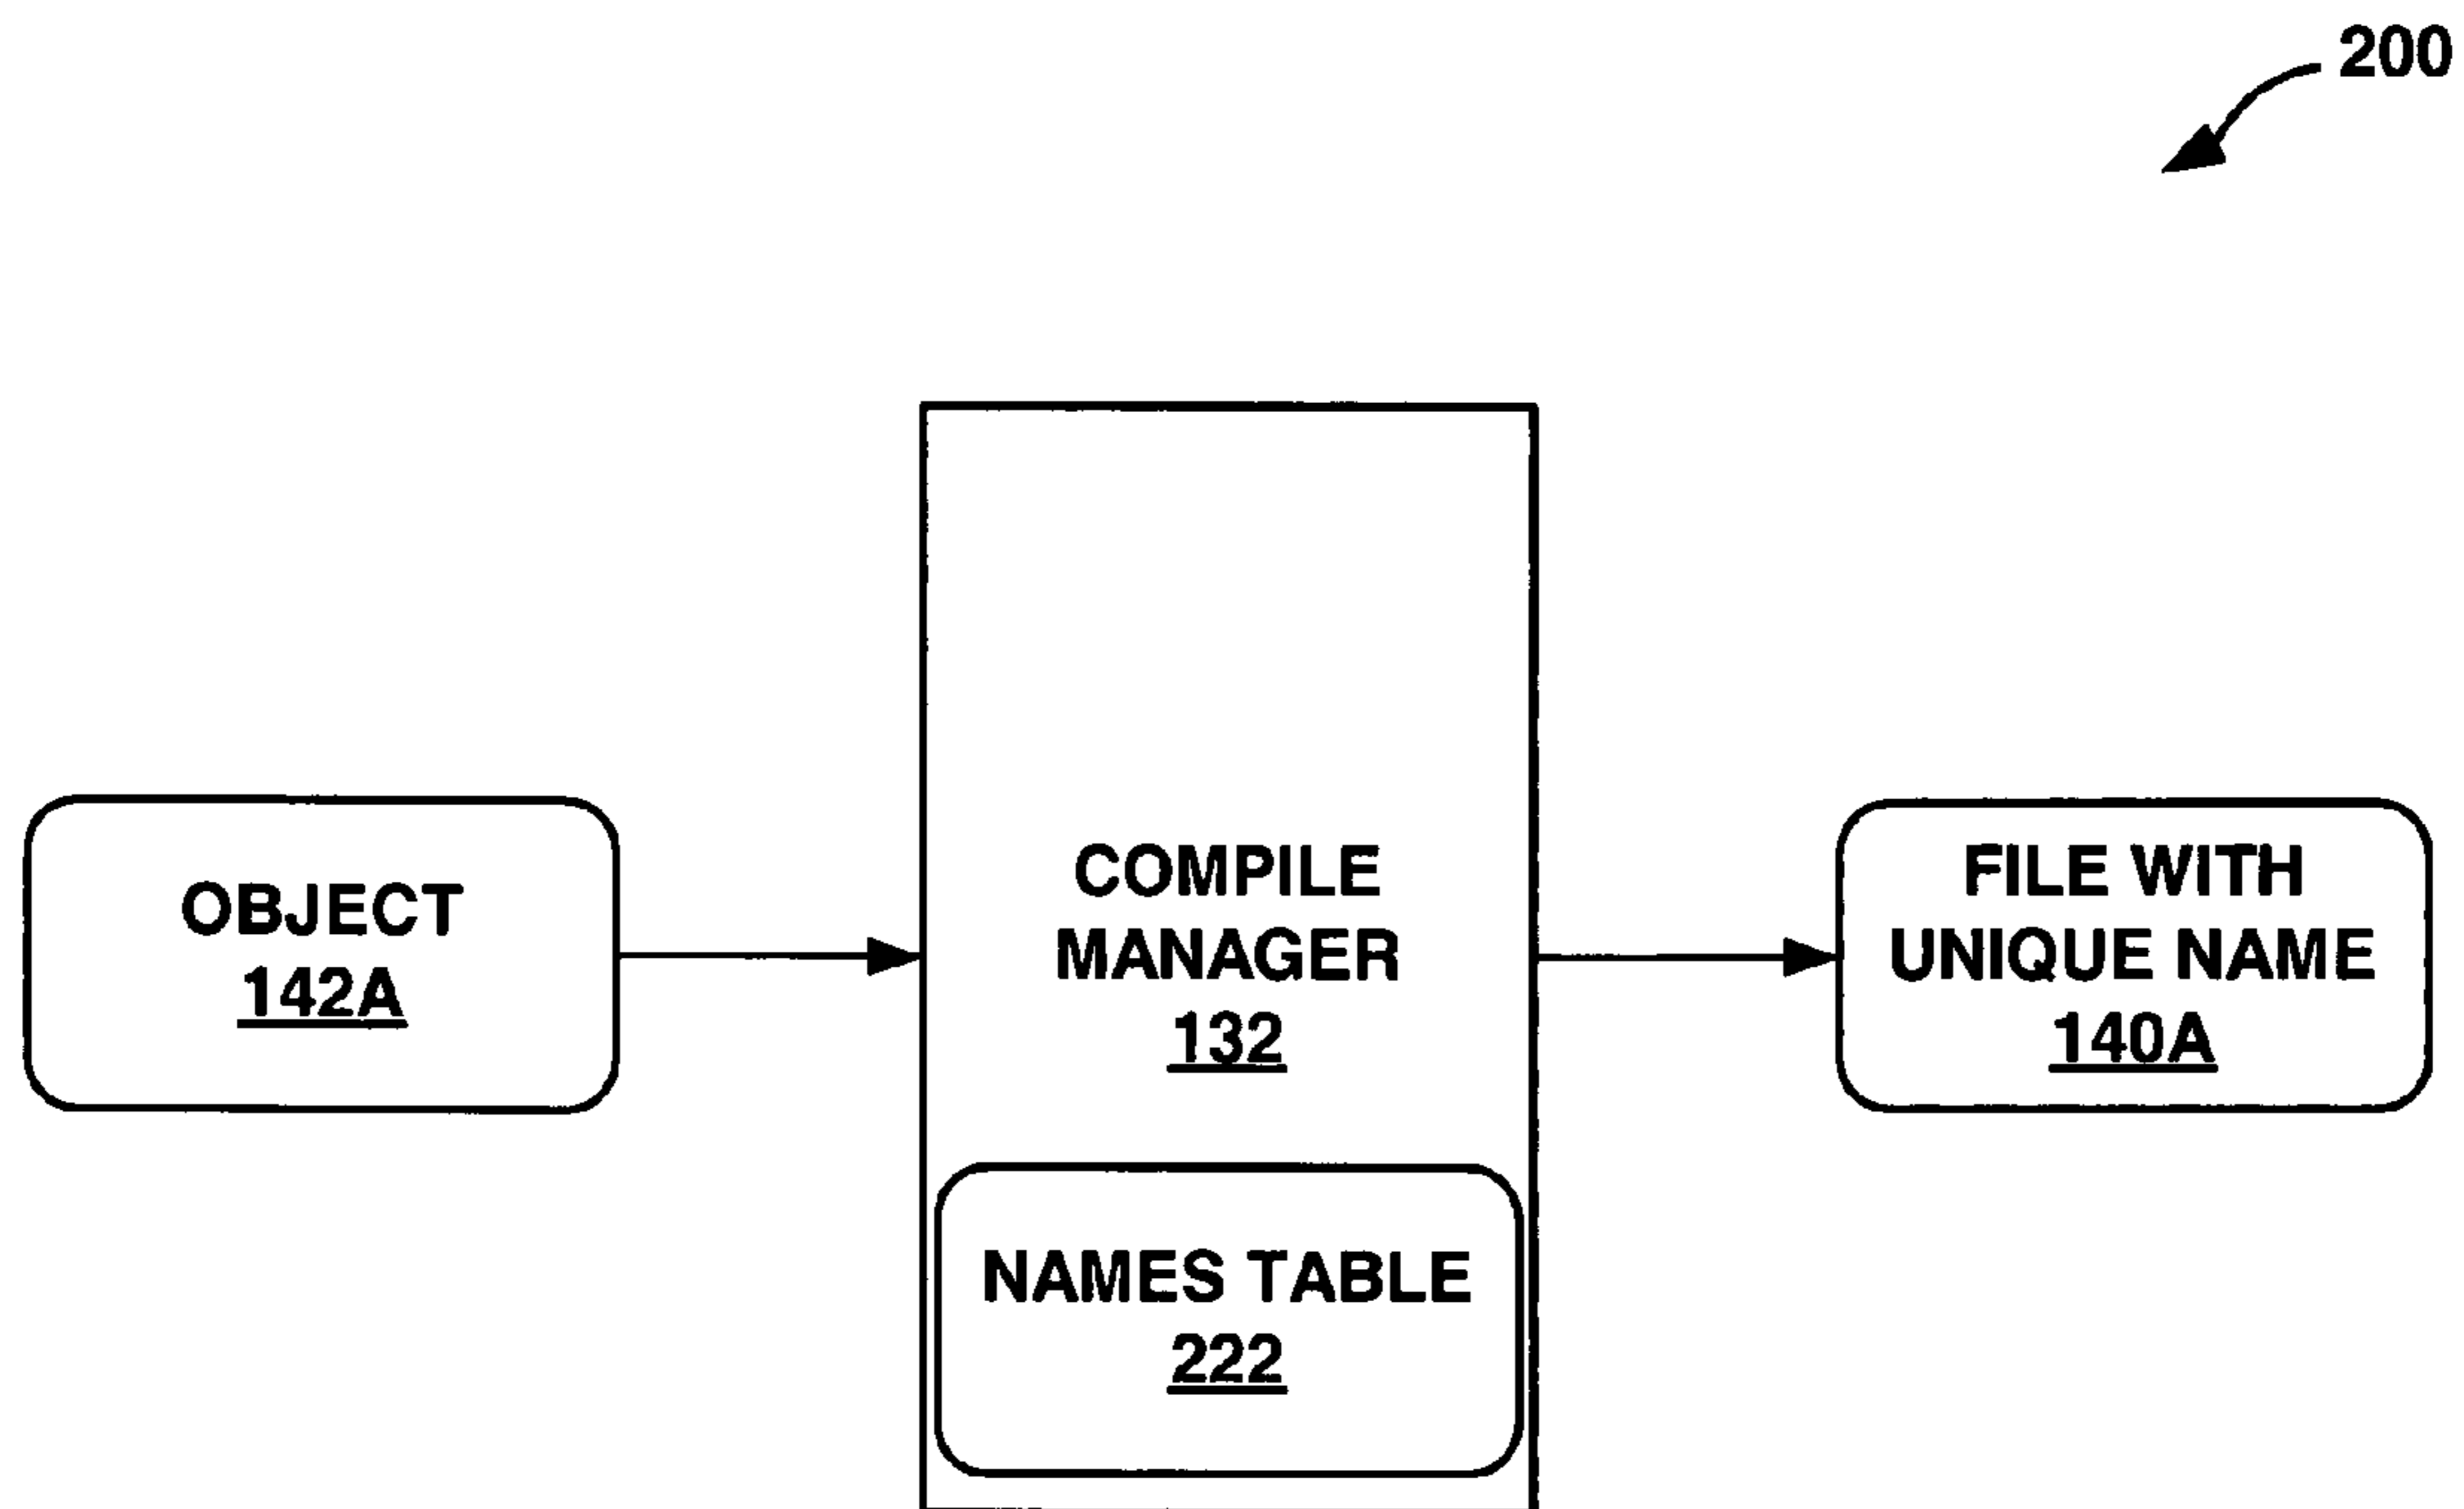 200
OBJECT
142A
COMPILE
MANAGER
132
NAMES TABLE
222
FILE WITH
UNIQUE NAME
140A